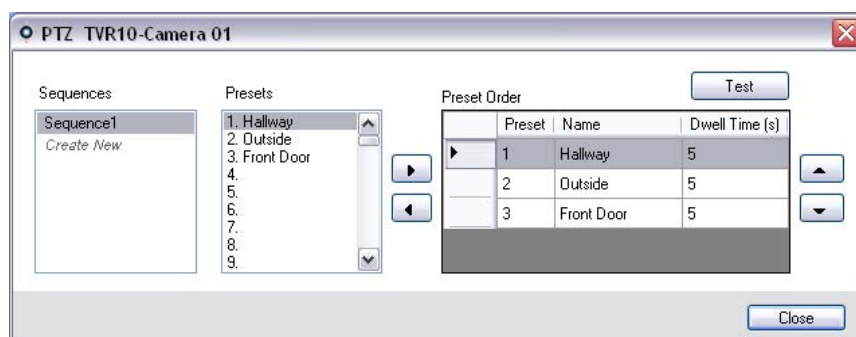 PTZ TVR10-Camera 01
Sequences
Sequence1
Create New
Presets
1. Hallway
2. Outside
3. Front Door
4.
5.
6.
7.
8.
9.
Preset Order
Test
Preset Name Dwell Time (s)
1 Hallway 5
2 Outside 5
3 Front Door 5
Close